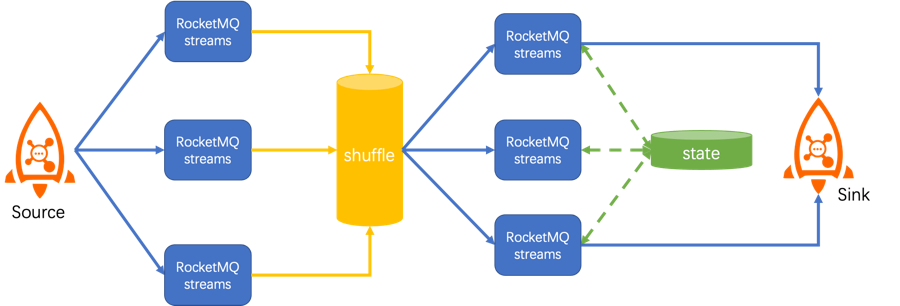 RocketMQ
streams
RocketMQ
streams
RocketMQ
streams
Source
shuffle
RocketMQ
streams
RocketMQ
streams
RocketMQ
streams
state
Sink